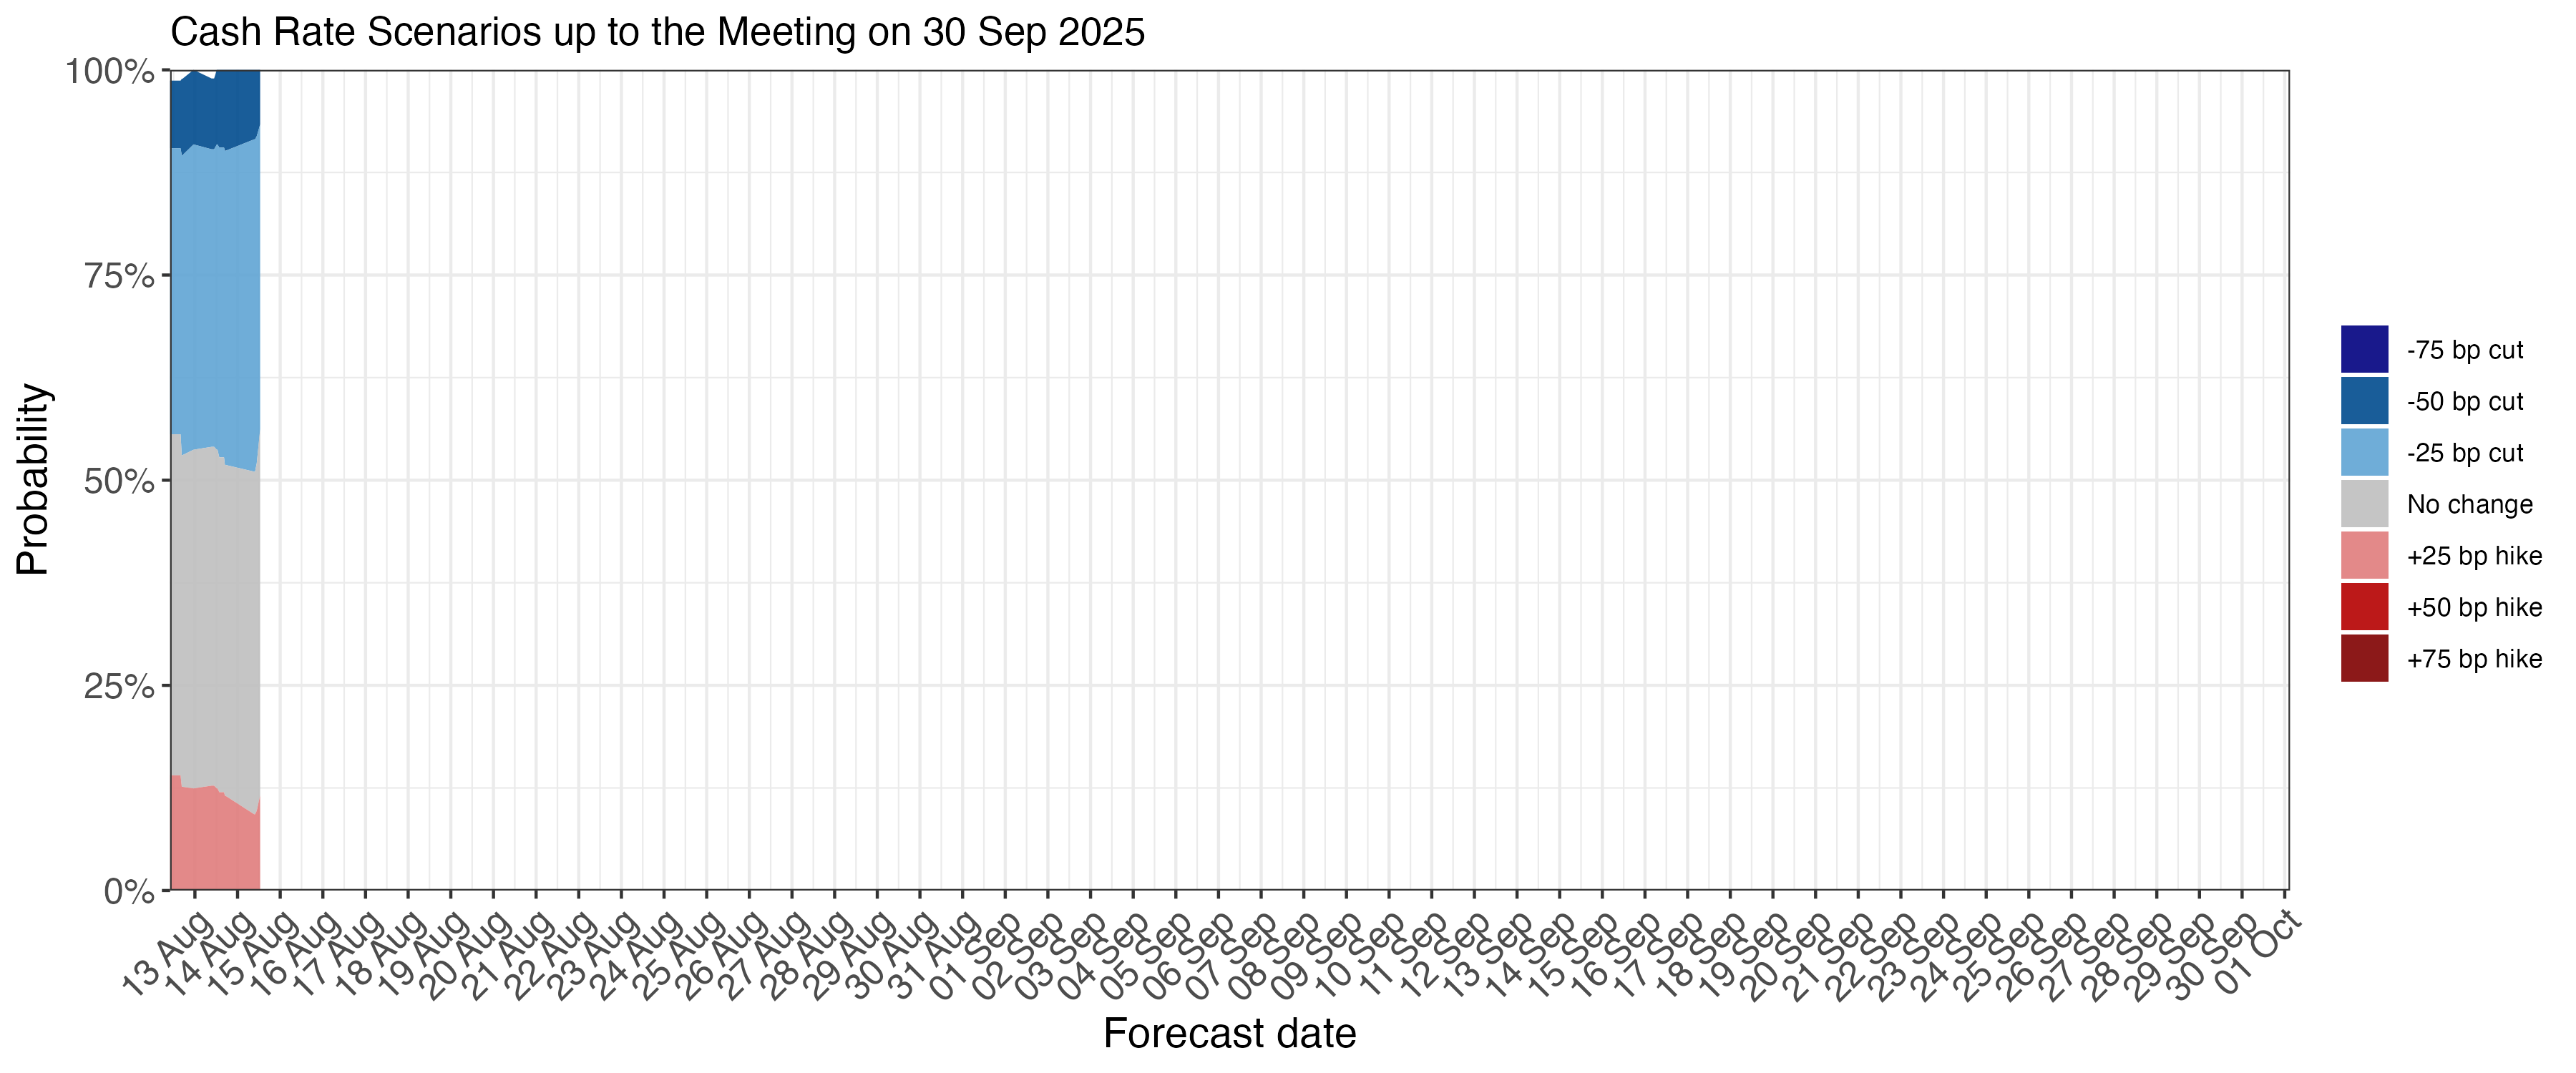 Cash Rate Scenarios up to the Meeting on 30 Sep 2025
100%
75%
50%
25%
0%
Probability
13 Aug
14 Aug
15 Aug
16 Aug
17 Aug
18 Aug
19 Aug
20 Aug
21 Aug
22 Aug
23 Aug
24 Aug
25 Aug
26 Aug
27 Aug
28 Aug
29 Aug
30 Aug
31 Aug
01 Sep
02 Sep
03 Sep
04 Sep
05 Sep
06 Sep
07 Sep
08 Sep
09 Sep
10 Sep
11 Sep
12 Sep
13 Sep
14 Sep
15 Sep
16 Sep
17 Sep
18 Sep
19 Sep
20 Sep
21 Sep
22 Sep
23 Sep
24 Sep
25 Sep
26 Sep
27 Sep
28 Sep
29 Sep
30 Sep
01 Oct
Forecast date
-75 bp cut
-50 bp cut
-25 bp cut
No change
+25 bp hike
+50 bp hike
+75 bp hike